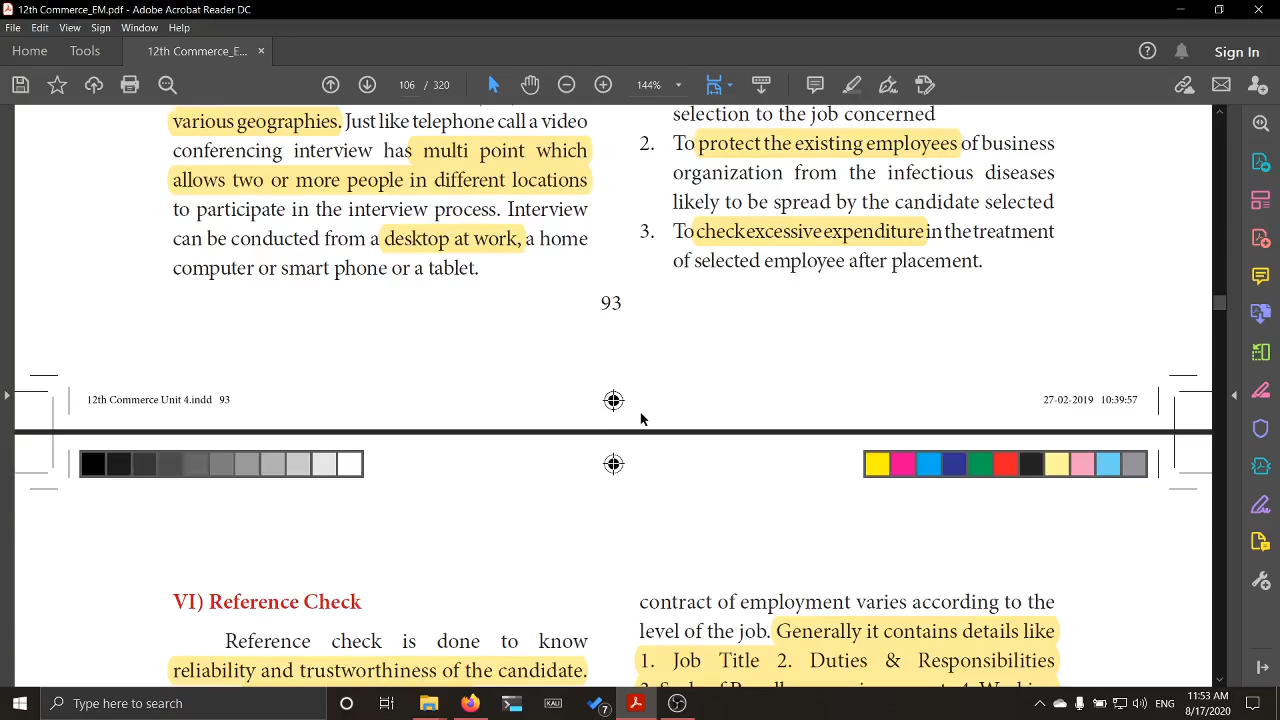 12th Commerce_EM.pdf - Adobe Acrobat Reader DC
File Edit View Sign Window Help
Home Tools 12th Commerce_E... × Sign In
106 / 320 144%
various geographies. Just like telephone call a video
conferencing interview has multi point which
allows two or more people in different locations
to participate in the interview process. Interview
can be conducted from a desktop at work, a home
computer or smart phone or a tablet.
selection to the job concerned
2. To protect the existing employees of business
organization from the infectious diseases
likely to be spread by the candidate selected
3. To check excessive expenditure in the treatment
of selected employee after placement.
93
12th Commerce Unit 4.indd 93
27-02-2019 10:39:57
VI) Reference Check
Reference check is done to know
reliability and trustworthiness of the candidate.
contract of employment varies according to the
level of the job. Generally it contains details like
1. Job Title 2. Duties & Responsibilities
Type here to search
KALI
7
ENG
11:53 AM
8/17/2020